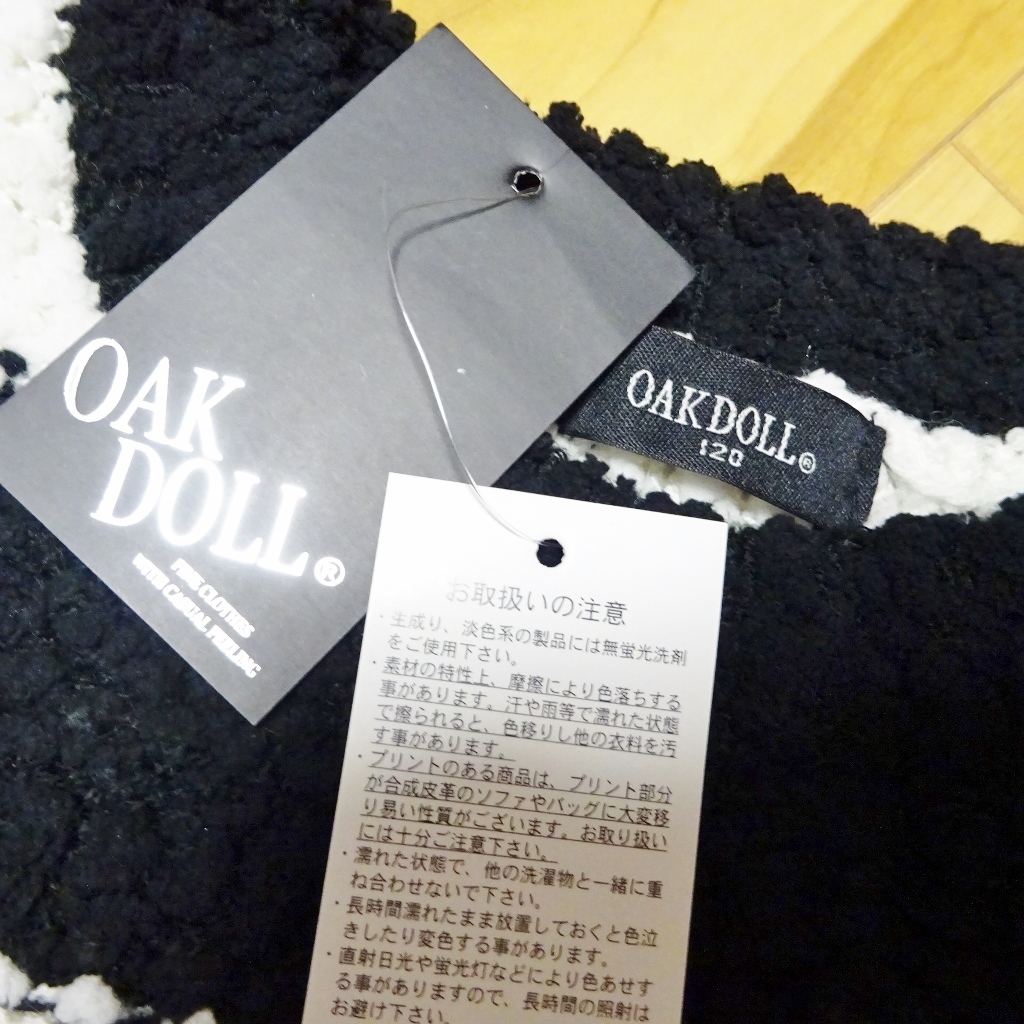 OAK
DOLL®
FINE CLOTHES
WITH CASUAL FEELING
OAK DOLL®
120
お取扱いの注意
・生成り、淡色系の製品には無蛍光洗剤
をご使用下さい。
・素材の特性上、摩擦により色落ちする
事があります。汗や雨等で濡れた状態
で擦られると、色移りし他の衣料を汚
す事があります。
・プリントのある商品は、プリント部分
が合成皮革のソファやバッグに大変移
り易い性質がございます。お取り扱い
には十分ご注意下さい。
・濡れた状態で、他の洗濯物と一緒に重
ね合わせないで下さい。
・長時間濡れたまま放置しておくと色泣
きしたり変色する事があります。
・直射日光や蛍光灯などにより色あせす
る事がありますので、長時間の照射は
お避け下さい。